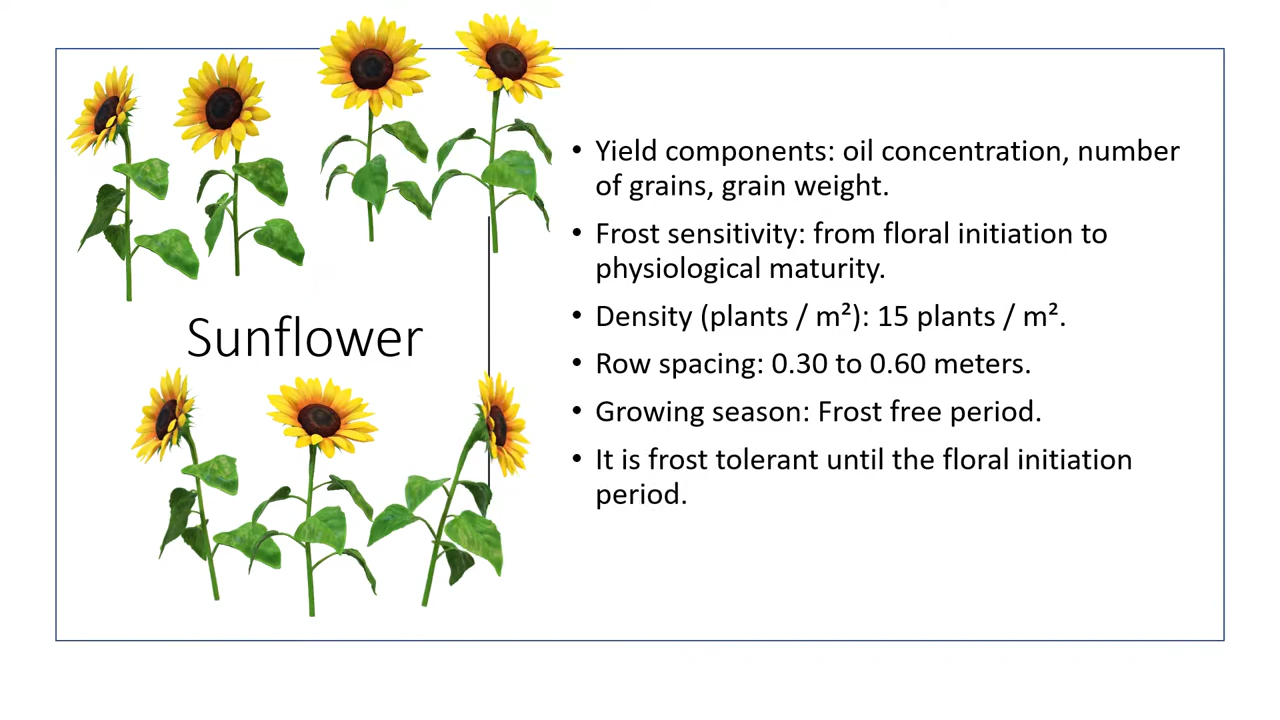 Sunflower
• Yield components: oil concentration, number
of grains, grain weight.
• Frost sensitivity: from floral initiation to
physiological maturity.
• Density (plants / m²): 15 plants / m².
• Row spacing: 0.30 to 0.60 meters.
• Growing season: Frost free period.
• It is frost tolerant until the floral initiation
period.